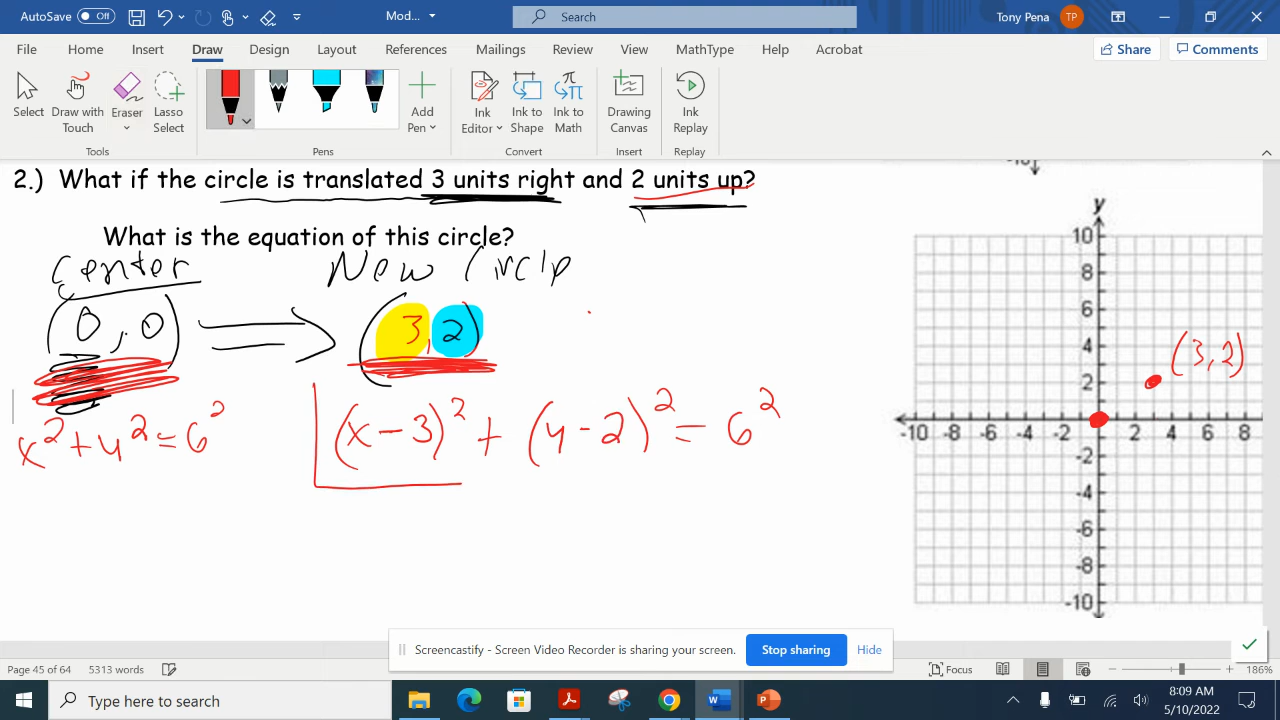 AutoSave Off Mod... Search Tony Pena TP
File Home Insert Draw Design Layout References Mailings Review View MathType Help Acrobat Share Comments
Select Draw with Touch Eraser Lasso Select Add Pen Ink Editor Ink to Shape Ink to Math Drawing Canvas Ink Replay
Tools Pens Convert Insert Replay
2.) What if the circle is translated 3 units right and 2 units up?
What is the equation of this circle?
Center New Circle
(0, 0) (3, 2)
x² + y² = 6² (x - 3)² + (y - 2)² = 6²
-10
y
10
8
6
4
2
-10 -8 -6 -4 -2 2 4 6 8
-2
-4
-6
-8
-10
(3, 2)
Screencastify - Screen Video Recorder is sharing your screen. Stop sharing Hide
Page 45 of 64 5313 words Focus 186%
Type here to search 8:09 AM
5/10/2022